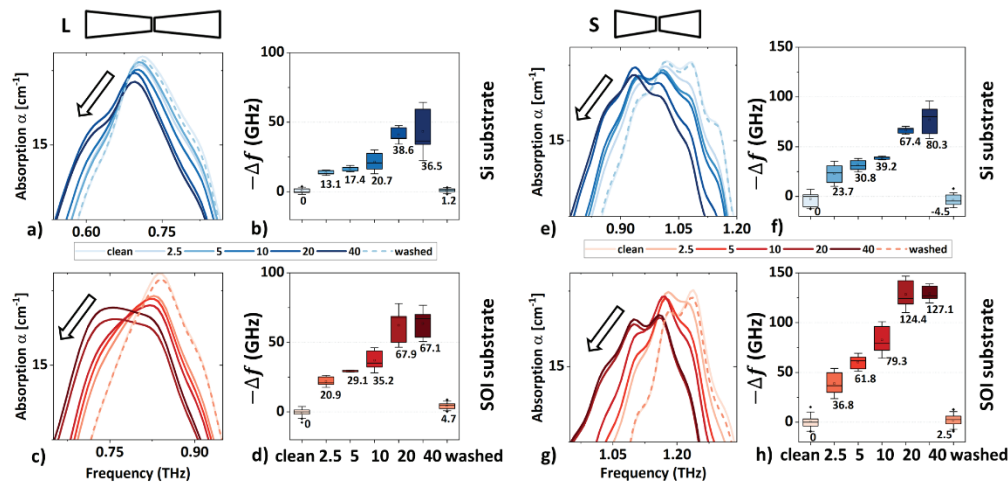 L
S
Absorption α [cm⁻¹]
15
0.60
0.75
a)
−Δf (GHz)
100
50
0
0
13.1
17.4
20.7
38.6
36.5
1.2
b)
Absorption α [cm⁻¹]
15
0.90
1.05
1.20
e)
−Δf (GHz)
150
100
50
0
0
23.7
30.8
39.2
67.4
80.3
-4.5
f)
Si substrate
clean 2.5 5 10 20 40 washed
clean 2.5 5 10 20 40 washed
Absorption α [cm⁻¹]
15
0.75
0.90
c)
Frequency (THz)
−Δf (GHz)
100
50
0
0
20.9
29.1
35.2
67.9
67.1
4.7
d)
clean 2.5 5 10 20 40 washed
Absorption α [cm⁻¹]
15
1.05
1.20
g)
Frequency (THz)
−Δf (GHz)
150
100
50
0
0
36.8
61.8
79.3
124.4
127.1
2.5
h)
clean 2.5 5 10 20 40 washed
SOI substrate